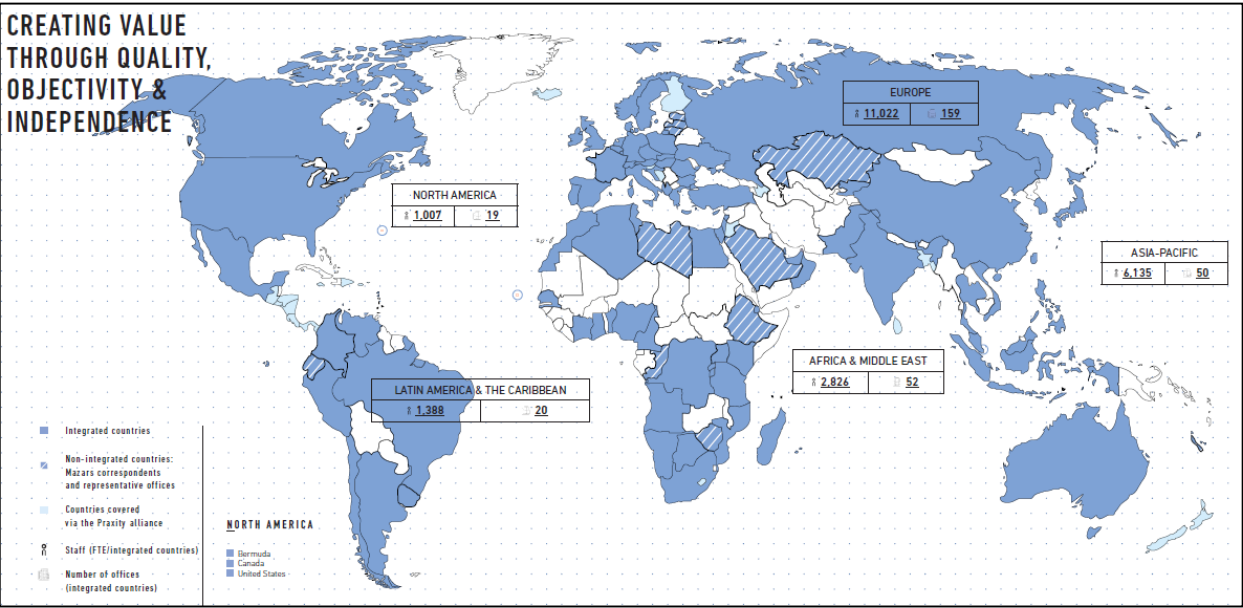 CREATING VALUE
THROUGH QUALITY,
OBJECTIVITY &
INDEPENDENCE
EUROPE
11,022 159
NORTH AMERICA
1,007 19
ASIA-PACIFIC
6,135 50
AFRICA & MIDDLE EAST
2,826 52
LATIN AMERICA & THE CARIBBEAN
1,388 20
Integrated countries
Non-integrated countries:
Mazars correspondents
and representative offices
Countries covered
via the Praxity alliance
Staff (FTE/integrated countries)
Number of offices
(integrated countries)
NORTH AMERICA
Bermuda
Canada
United States